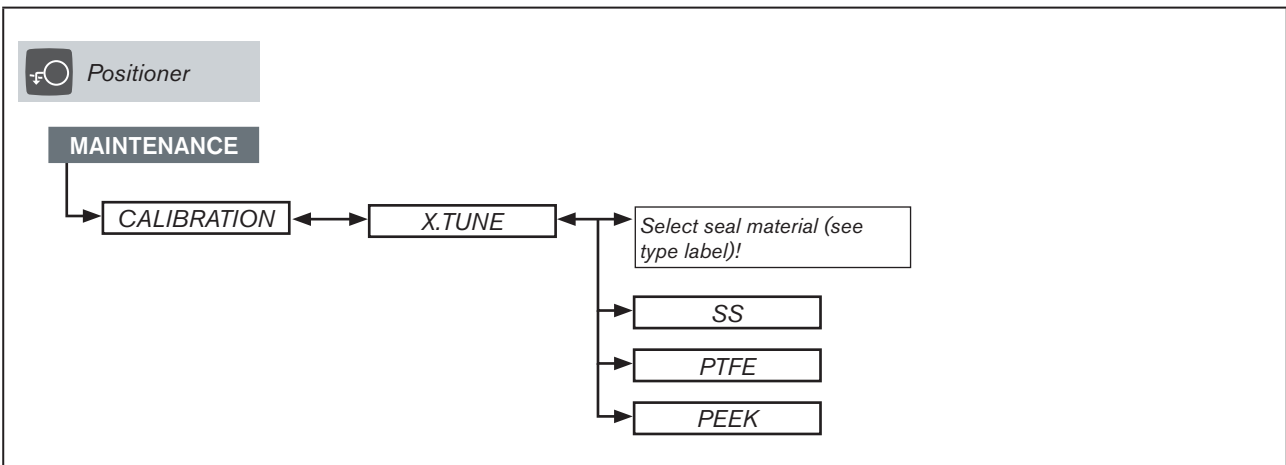 Positioner
MAINTENANCE
CALIBRATION
X.TUNE
Select seal material (see
type label)!
SS
PTFE
PEEK